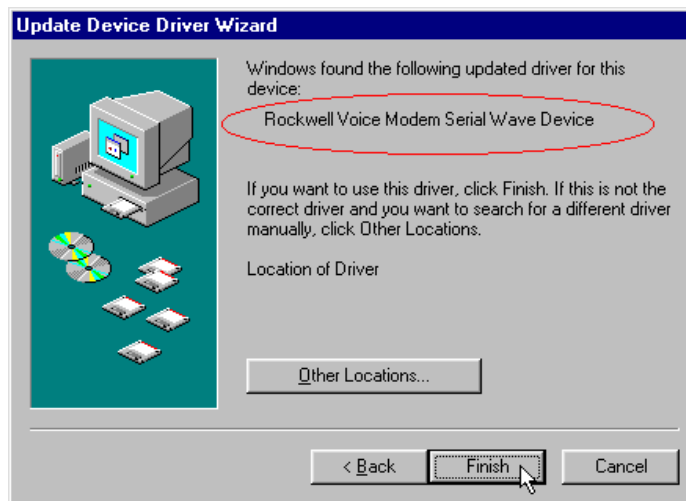 Update Device Driver Wizard
Windows found the following updated driver for this
device:
Rockwell Voice Modem Serial Wave Device
If you want to use this driver, click Finish. If this is not the
correct driver and you want to search for a different driver
manually, click Other Locations.
Location of Driver
Other Locations...
< Back
Finish
Cancel